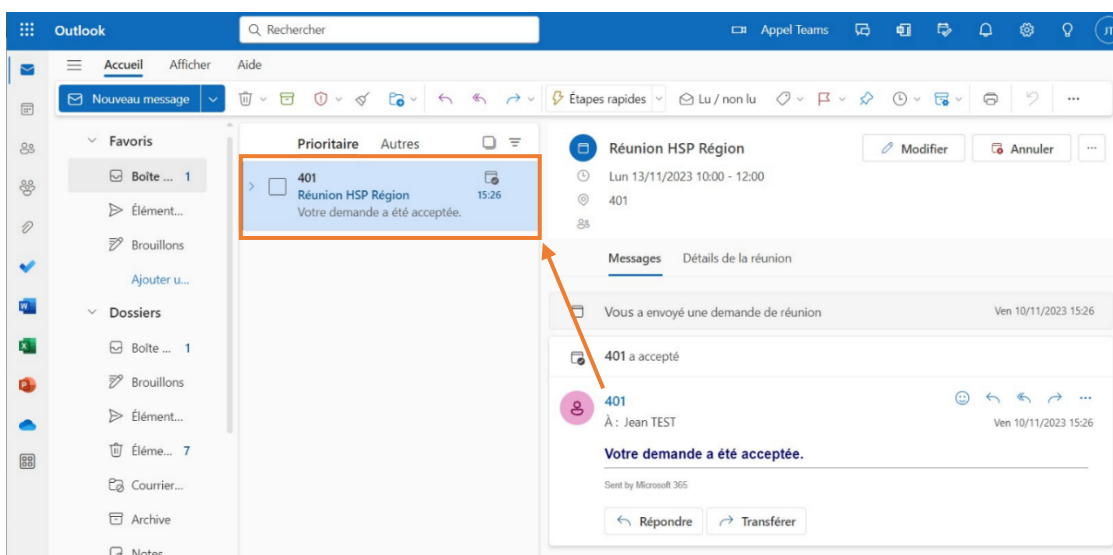 Outlook
Rechercher
Appel Teams
JT
Accueil Afficher Aide
Nouveau message
Étapes rapides
Lu / non lu
Favoris
Boîte ... 1
Élément...
Brouillons
Ajouter u...
Dossiers
Boîte ... 1
Brouillons
Élément...
Éléme... 7
Courrier...
Archive
Notes
Prioritaire Autres
401
Réunion HSP Région 15:26
Votre demande a été acceptée.
Réunion HSP Région
Modifier
Annuler
Lun 13/11/2023 10:00 - 12:00
401
Messages Détails de la réunion
Vous a envoyé une demande de réunion Ven 10/11/2023 15:26
401 a accepté
401
À : Jean TEST Ven 10/11/2023 15:26
Votre demande a été acceptée.
Sent by Microsoft 365
Répondre Transférer